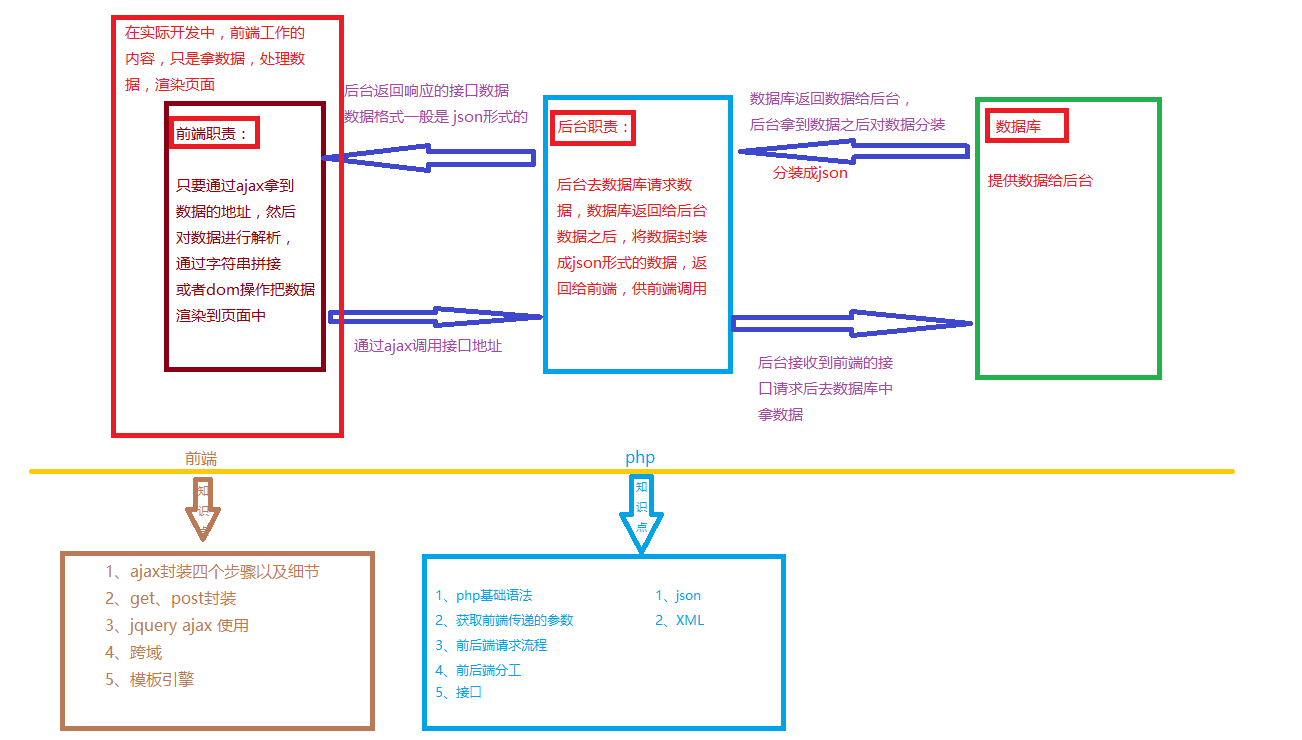 在实际开发中，前端工作的
内容，只是拿数据，处理数
据，渲染页面
前端职责：
只要通过ajax拿到
数据的地址，然后
对数据进行解析，
通过字符串拼接
或者dom操作把数据
渲染到页面中
后台返回响应的接口数据
数据格式一般是 json形式的
通过ajax调用接口地址
后台职责：
后台去数据库请求数
据，数据库返回给后台
数据之后，将数据封装
成json形式的数据，返
回给前端，供前端调用
数据库返回数据给后台，
后台拿到数据之后对数据分装
分装成json
后台接收到前端的接
口请求后去数据库中
拿数据
数据库
提供数据给后台
前端
知
识
点
1、ajax封装四个步骤以及细节
2、get、post封装
3、jquery ajax 使用
4、跨域
5、模板引擎
php
知
识
点
1、php基础语法
2、获取前端传递的参数
3、前后端请求流程
4、前后端分工
5、接口
1、json
2、XML